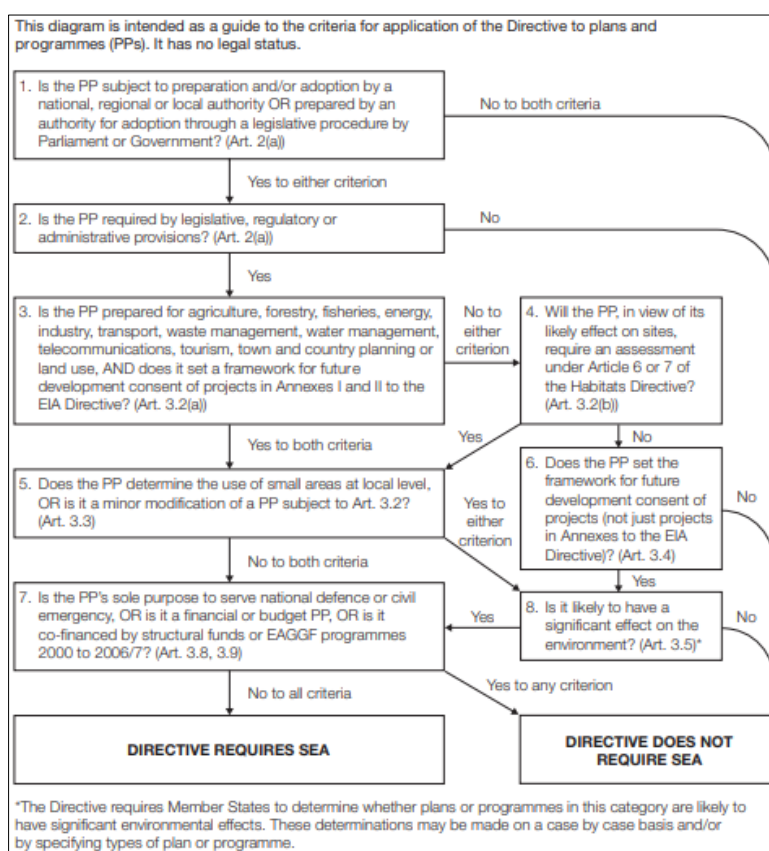 This diagram is intended as a guide to the criteria for application of the Directive to plans and
programmes (PPs). It has no legal status.
1. Is the PP subject to preparation and/or adoption by a
national, regional or local authority OR prepared by an
authority for adoption through a legislative procedure by
Parliament or Government? (Art. 2(a))
No to both criteria
Yes to either criterion
2. Is the PP required by legislative, regulatory or
administrative provisions? (Art. 2(a))
No
Yes
3. Is the PP prepared for agriculture, forestry, fisheries, energy,
industry, transport, waste management, water management,
telecommunications, tourism, town and country planning or
land use, AND does it set a framework for future
development consent of projects in Annexes I and II to the
EIA Directive? (Art. 3.2(a))
No to
either
criterion
4. Will the PP, in view of its
likely effect on sites,
require an assessment
under Article 6 or 7 of
the Habitats Directive?
(Art. 3.2(b))
Yes to both criteria
Yes
No
5. Does the PP determine the use of small areas at local level,
OR is it a minor modification of a PP subject to Art. 3.2?
(Art. 3.3)
Yes to
either
criterion
6. Does the PP set the
framework for future
development consent of
projects (not just projects
in Annexes to the EIA
Directive)? (Art. 3.4)
No
No to both criteria
Yes
7. Is the PP's sole purpose to serve national defence or civil
emergency, OR is it a financial or budget PP, OR is it
co-financed by structural funds or EAGGF programmes
2000 to 2006/7? (Art. 3.8, 3.9)
Yes
8. Is it likely to have a
significant effect on the
environment? (Art. 3.5)*
No
No to all criteria
Yes to any criterion
DIRECTIVE REQUIRES SEA
DIRECTIVE DOES NOT
REQUIRE SEA
*The Directive requires Member States to determine whether plans or programmes in this category are likely to
have significant environmental effects. These determinations may be made on a case by case basis and/or
by specifying types of plan or programme.